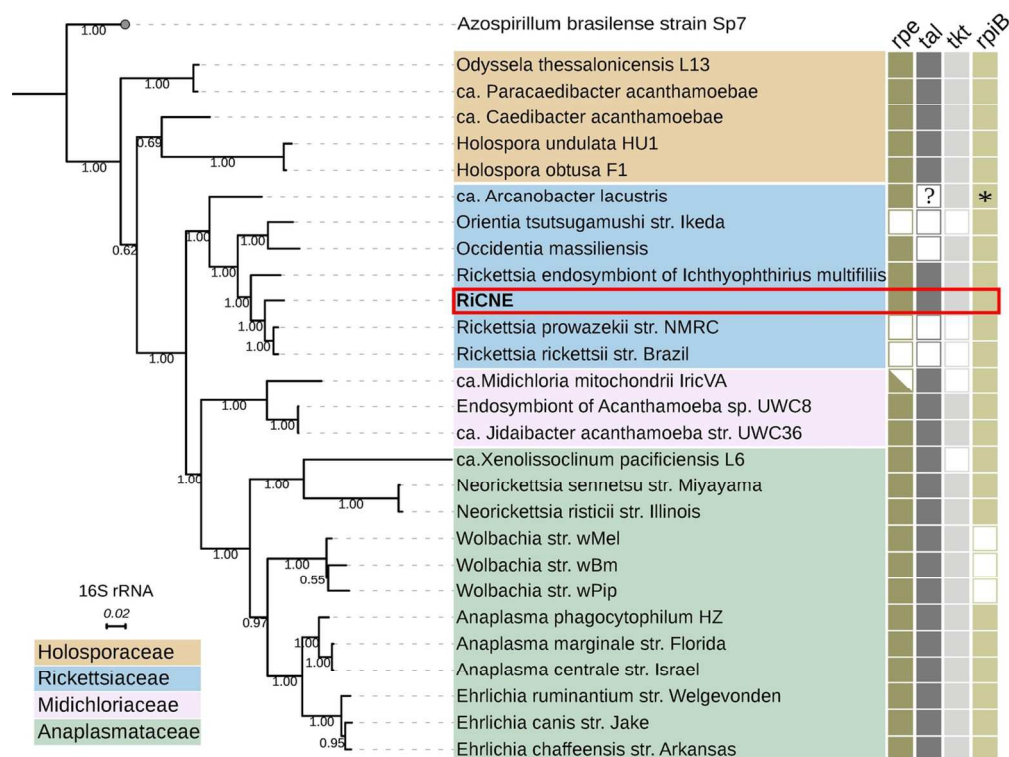 Azospirillum brasilense strain Sp7
rpe tal tkt rpiB
Odyssela thessalonicensis L13
ca. Paracaedibacter acanthamoebae
ca. Caedibacter acanthamoebae
Holospora undulata HU1
Holospora obtusa F1
ca. Arcanobacter lacustris ? *
Orientia tsutsugamushi str. Ikeda
Occidentia massiliensis
Rickettsia endosymbiont of Ichthyophthirius multifiliis
RiCNE
Rickettsia prowazekii str. NMRC
Rickettsia rickettsii str. Brazil
ca.Midichloria mitochondrii IricVA
Endosymbiont of Acanthamoeba sp. UWC8
ca. Jidaibacter acanthamoeba str. UWC36
ca.Xenolissoclinum pacificiensis L6
Neorickettsia sennetsu str. Miyayama
Neorickettsia risticii str. Illinois
Wolbachia str. wMel
Wolbachia str. wBm
Wolbachia str. wPip
Anaplasma phagocytophilum HZ
Anaplasma marginale str. Florida
Anaplasma centrale str. Israel
Ehrlichia ruminantium str. Welgevonden
Ehrlichia canis str. Jake
Ehrlichia chaffeensis str. Arkansas
1.00
1.00
1.00
0.69
1.00
0.62
1.00
1.00
1.00
1.00
1.00
1.00
1.00
1.00
1.00
1.00
1.00
1.00
1.00
1.00
0.55
0.97
1.00
1.00
1.00
1.00
0.95
16S rRNA
0.02
Holosporaceae
Rickettsiaceae
Midichloriaceae
Anaplasmataceae